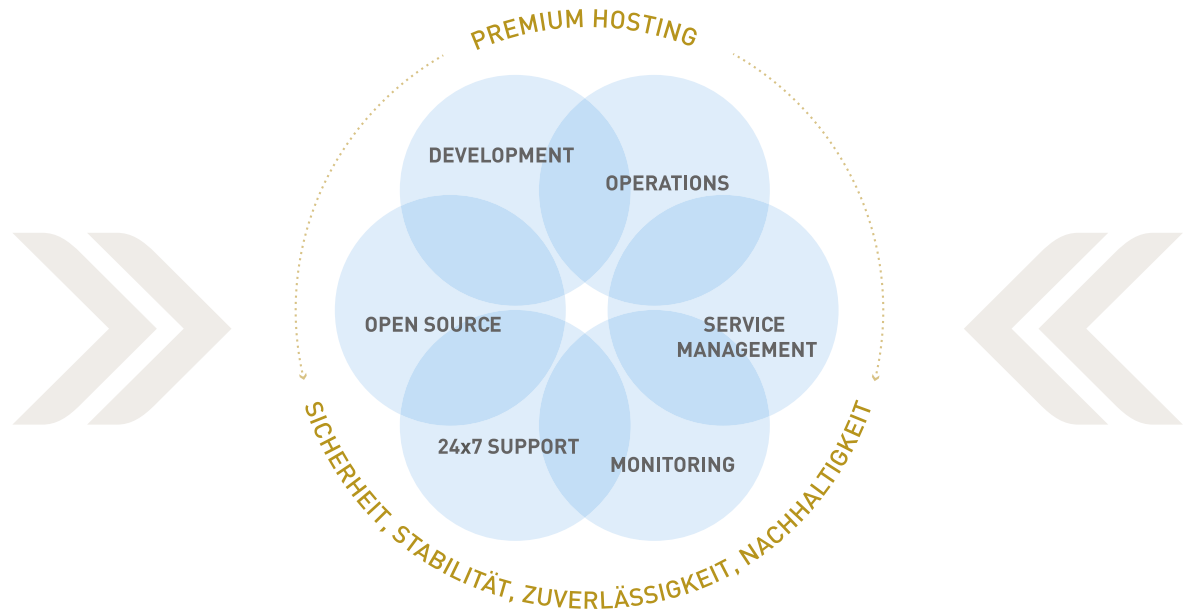 PREMIUM HOSTING
DEVELOPMENT
OPERATIONS
OPEN SOURCE
SERVICE
MANAGEMENT
24x7 SUPPORT
MONITORING
SICHERHEIT, STABILITÄT, ZUVERLÄSSIGKEIT, NACHHALTIGKEIT